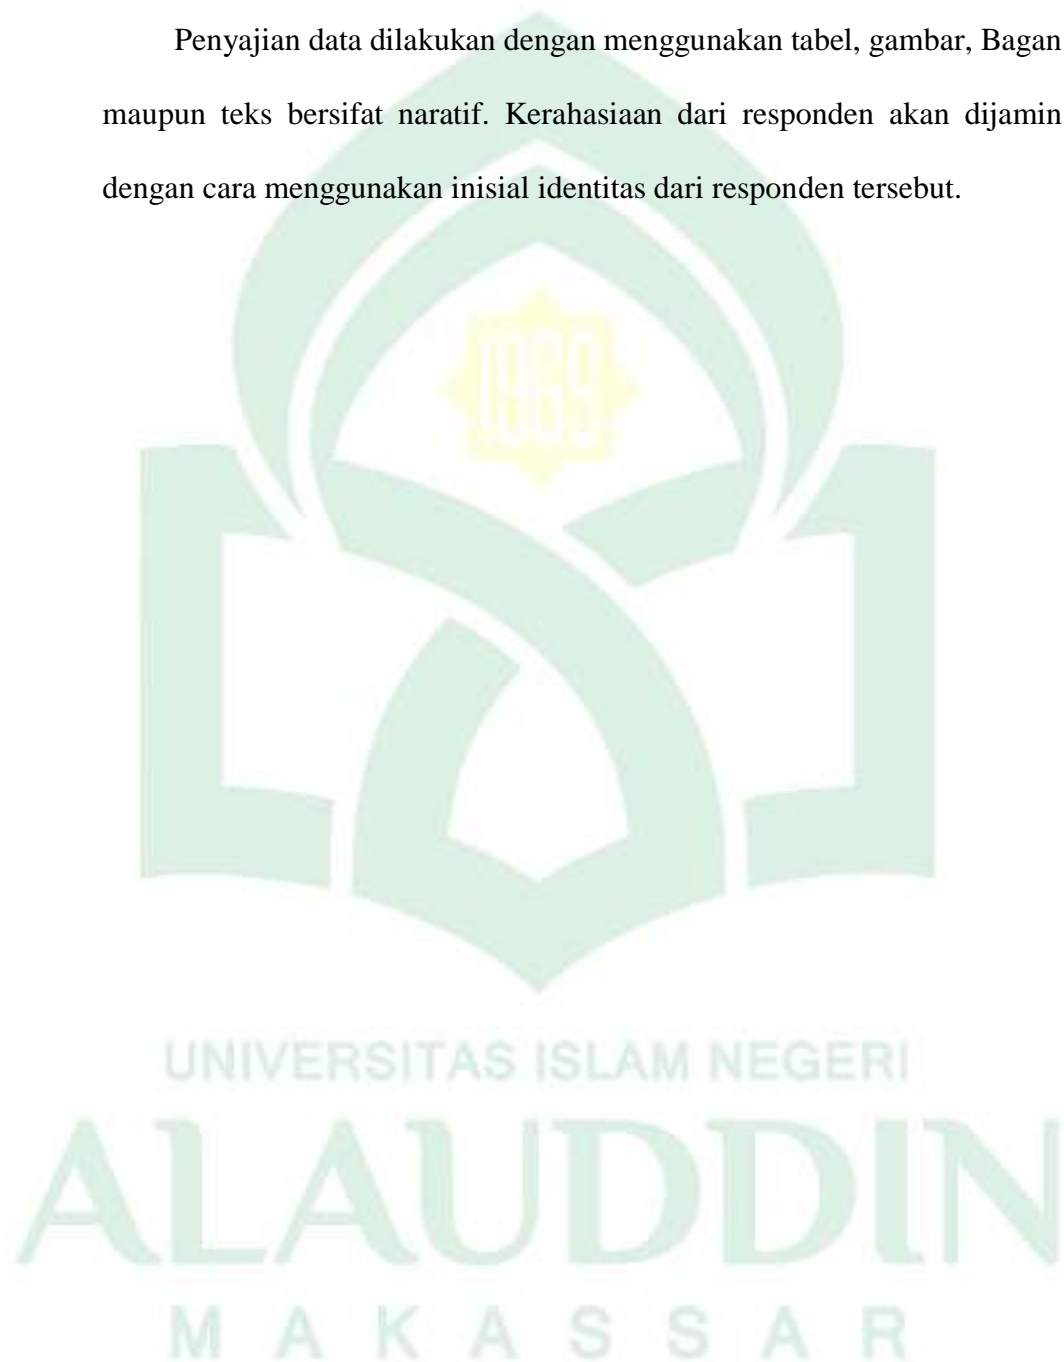 Penyajian data dilakukan dengan menggunakan tabel, gambar, Bagan
maupun teks bersifat naratif. Kerahasiaan dari responden akan dijamin
dengan cara menggunakan inisial identitas dari responden tersebut.
1969
UNIVERSITAS ISLAM NEGERI
ALAUDDIN
MAKASSAR